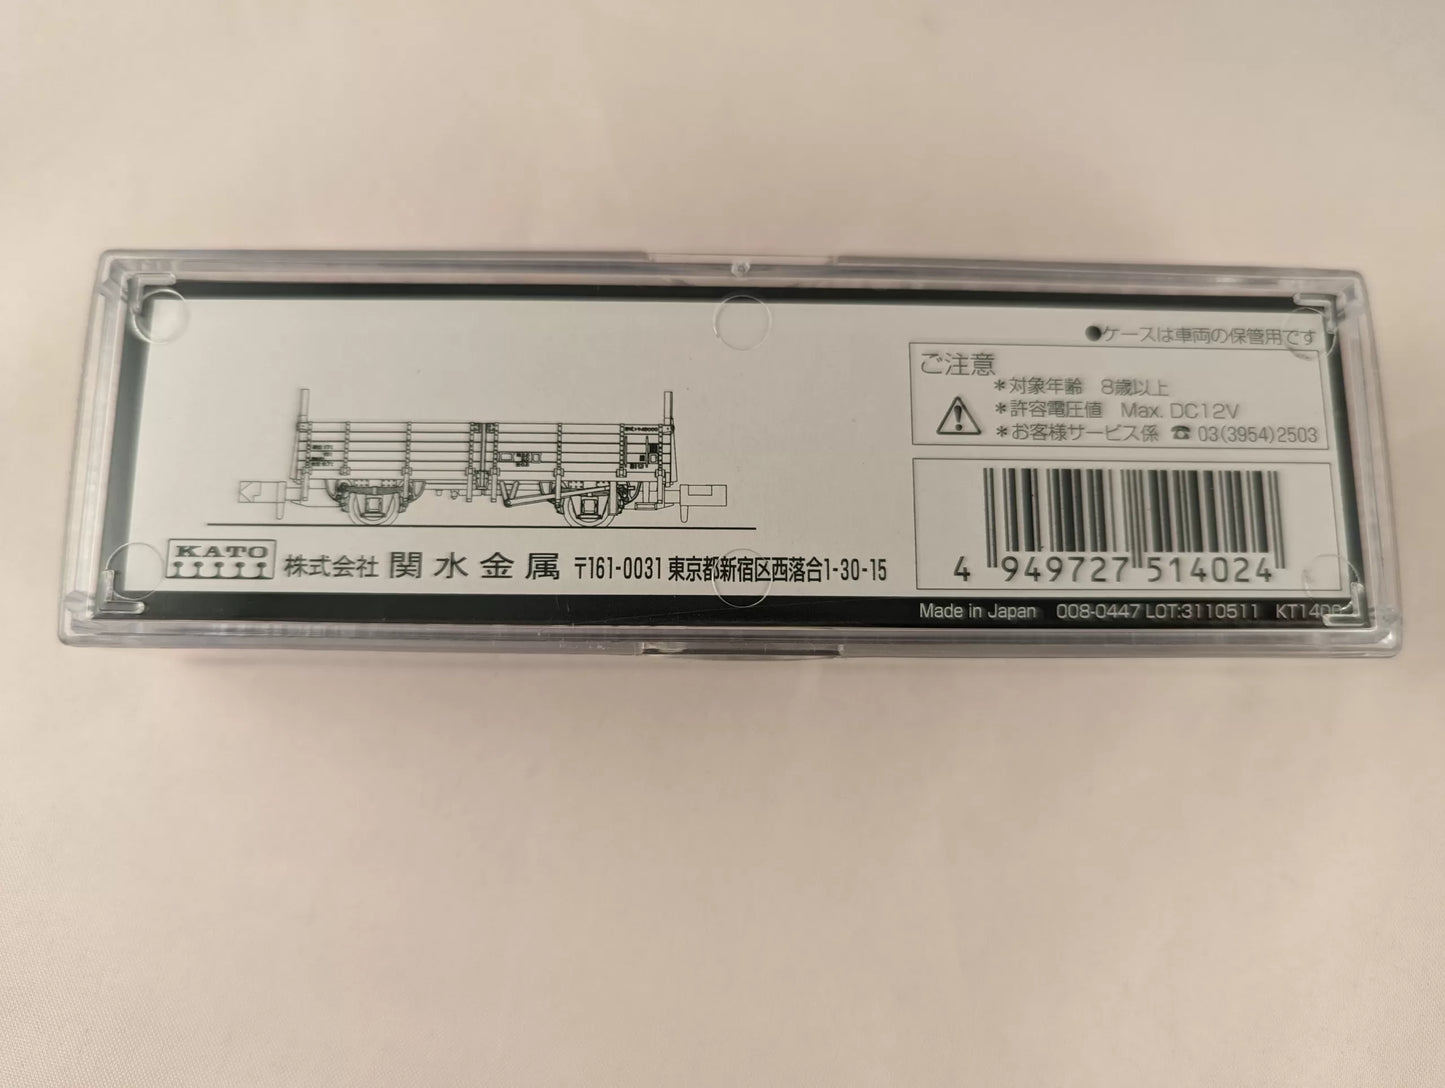 ●ケースは車両の保管用です
ご注意
＊対象年齢　8歳以上
＊許容電圧値　Max. DC12V
＊お客様サービス係 ☎ 03(3954)2503
KATO 株式会社 関水金属 〒161-0031 東京都新宿区西落合1-30-15
4 949727 514024
Made in Japan 008-0447 LOT:3110511